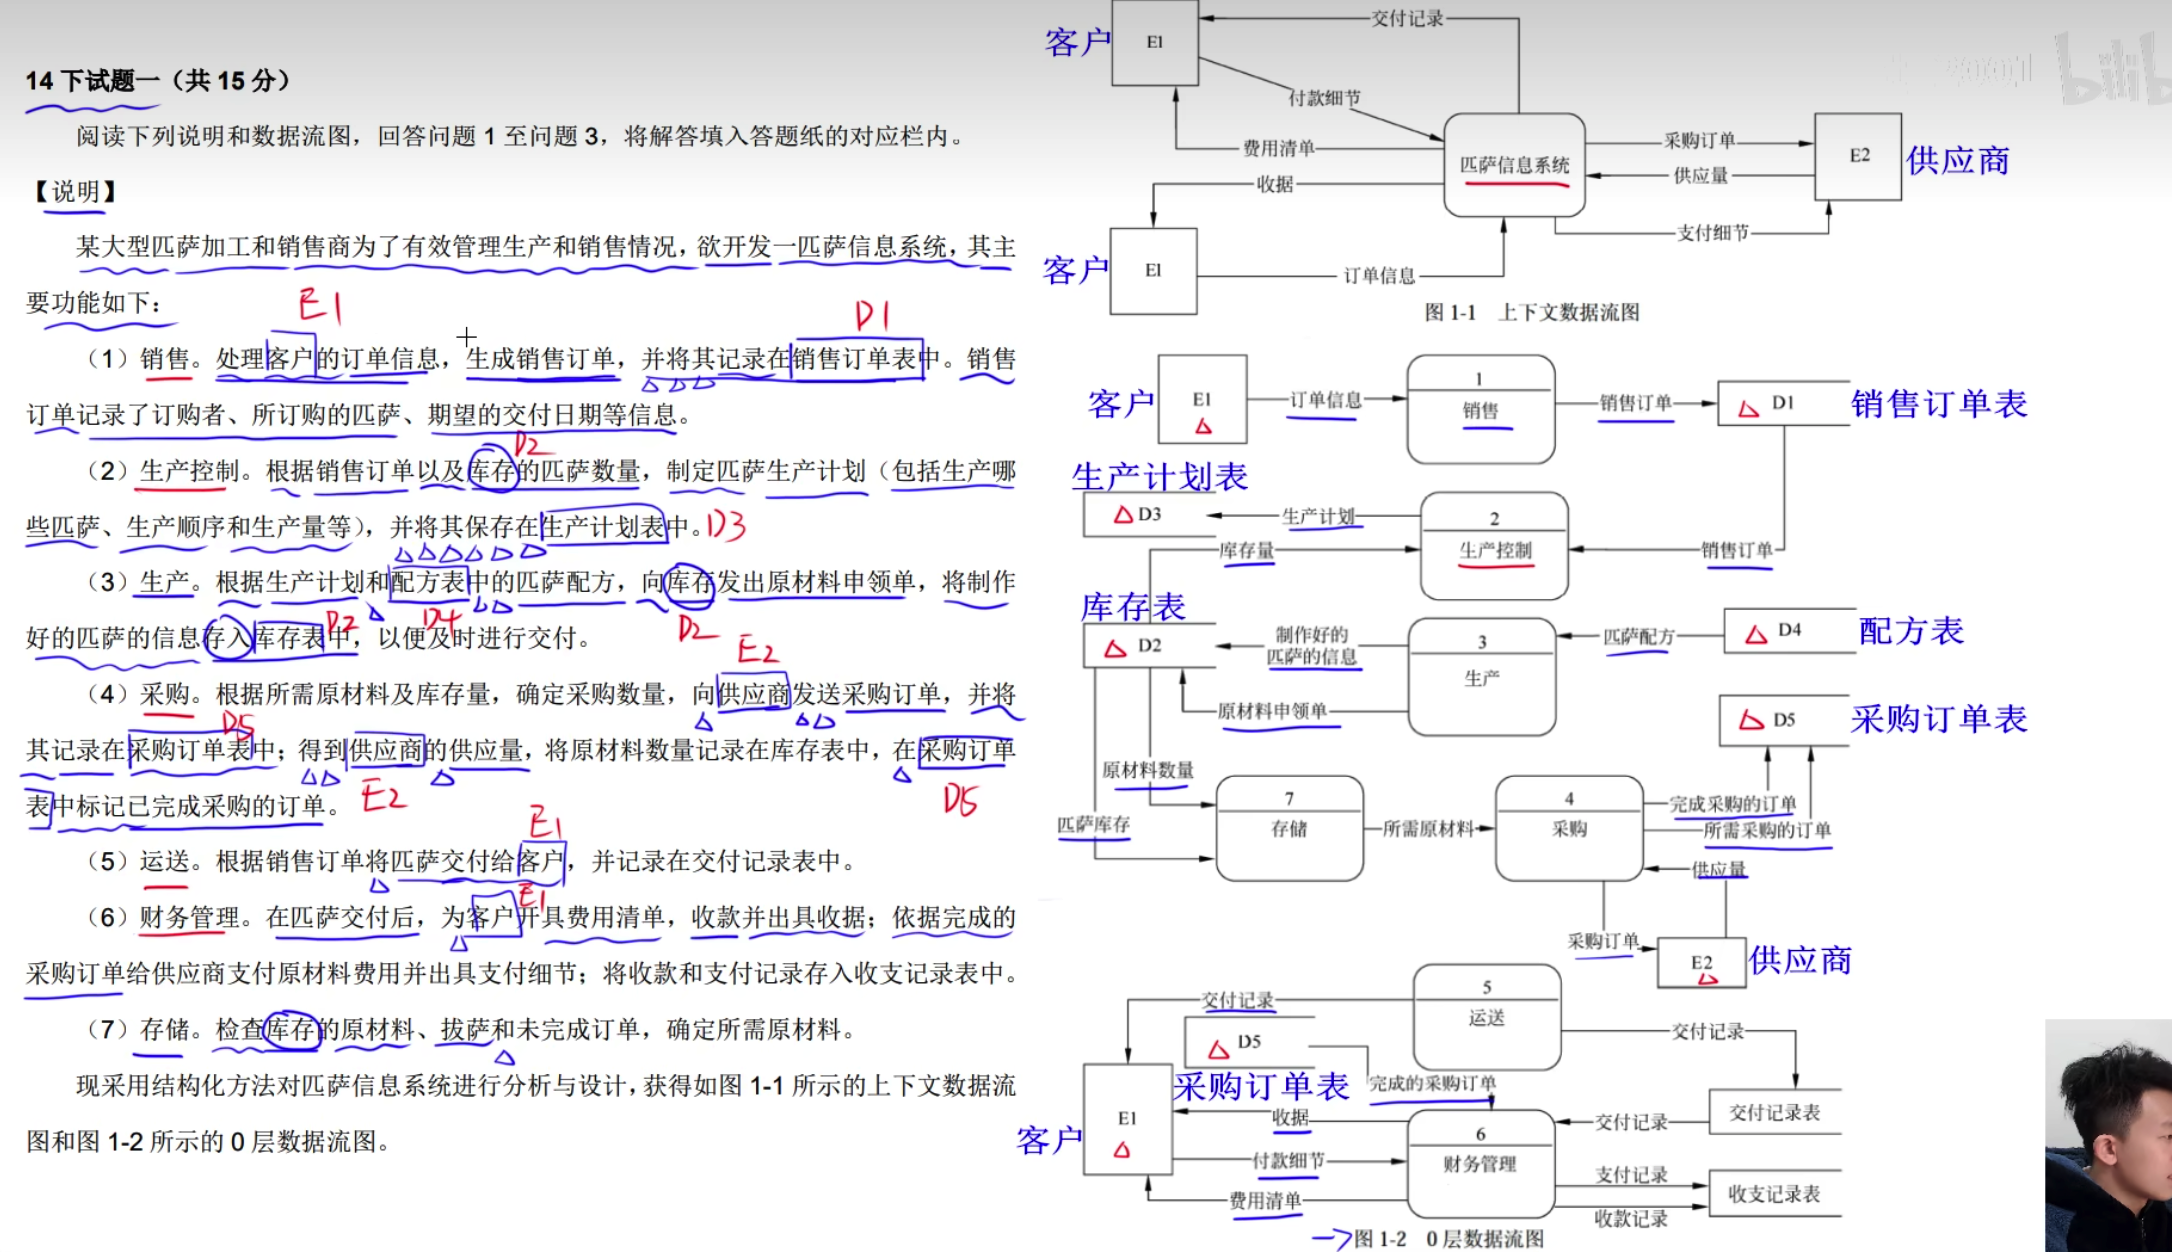 14 下试题一（共 15 分）
阅读下列说明和数据流图，回答问题 1 至问题 3，将解答填入答题纸的对应栏内。
【说明】
某大型匹萨加工和销售商为了有效管理生产和销售情况，欲开发一匹萨信息系统，其主
要功能如下：
E1
D1
（1）销售。处理客户的订单信息，生成销售订单，并将其记录在销售订单表中。销售
订单记录了订购者、所订购的匹萨、期望的交付日期等信息。
D2
（2）生产控制。根据销售订单以及库存的匹萨数量，制定匹萨生产计划（包括生产哪
些匹萨、生产顺序和生产量等），并将其保存在生产计划表中。D3
（3）生产。根据生产计划和配方表中的匹萨配方，向库存发出原材料申领单，将制作
好的匹萨的信息存入库存表中，以便及时进行交付。
D2
D4
D2
E2
（4）采购。根据所需原材料及库存量，确定采购数量，向供应商发送采购订单，并将
D5
其记录在采购订单表中；得到供应商的供应量，将原材料数量记录在库存表中，在采购订单
表中标记已完成采购的订单。
E2
D5
E1
（5）运送。根据销售订单将匹萨交付给客户，并记录在交付记录表中。
E1
（6）财务管理。在匹萨交付后，为客户开具费用清单，收款并出具收据；依据完成的
采购订单给供应商支付原材料费用并出具支付细节；将收款和支付记录存入收支记录表中。
（7）存储。检查库存的原材料、拔萨和未完成订单，确定所需原材料。
现采用结构化方法对匹萨信息系统进行分析与设计，获得如图 1-1 所示的上下文数据流
图和图 1-2 所示的 0 层数据流图。
客户
E1
交付记录
付款细节
费用清单
收据
匹萨信息系统
采购订单
供应量
支付细节
E2
供应商
客户
E1
订单信息
图 1-1 上下文数据流图
客户
E1
订单信息
1
销售
销售订单
D1
销售订单表
生产计划表
D3
生产计划
2
生产控制
库存量
销售订单
库存表
D2
制作好的
匹萨的信息
3
生产
匹萨配方
D4
配方表
原材料申领单
D5
采购订单表
原材料数量
匹萨库存
7
存储
所需原材料
4
采购
完成采购的订单
所需采购的订单
供应量
采购订单
E2
供应商
交付记录
5
运送
交付记录
D5
采购订单表
完成的采购订单
客户
E1
收据
付款细节
费用清单
6
财务管理
交付记录
交付记录表
支付记录
收款记录
收支记录表
图 1-2 0 层数据流图